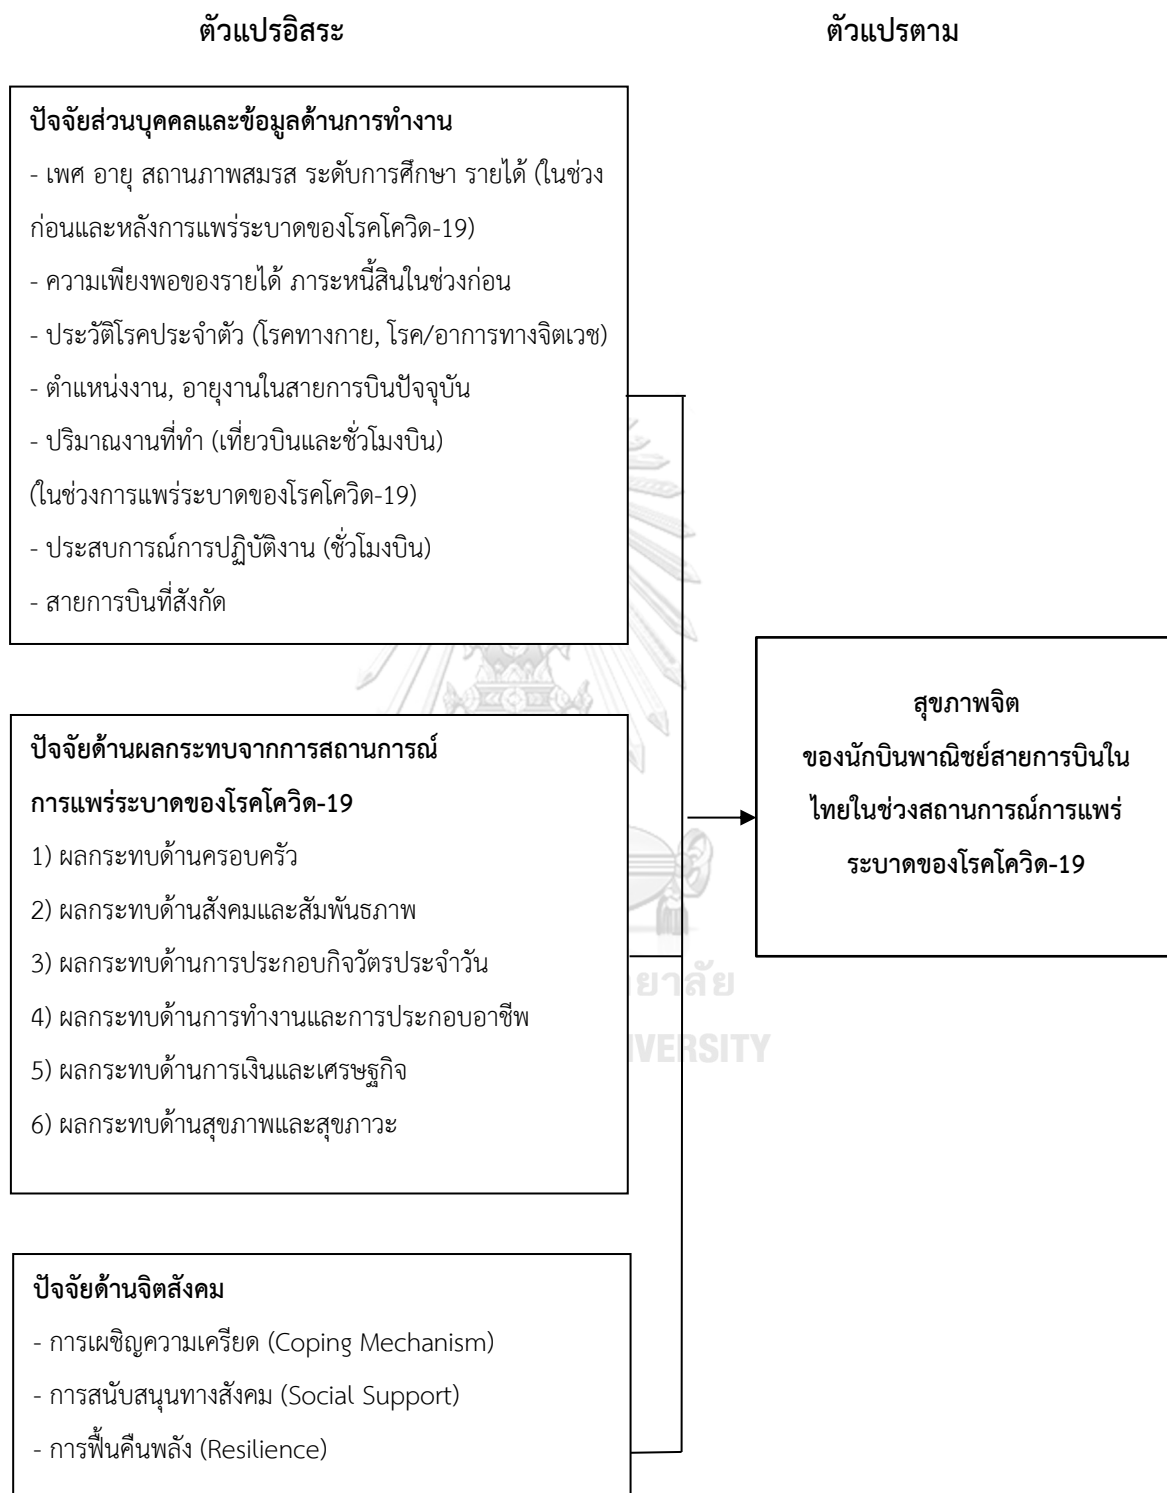 ตัวแปรอิสระ
ตัวแปรตาม
ปัจจัยส่วนบุคคลและข้อมูลด้านการทำงาน
- เพศ อายุ สถานภาพสมรส ระดับการศึกษา รายได้ (ในช่วง
ก่อนและหลังการแพร่ระบาดของโรคโควิด-19)
- ความเพียงพอของรายได้ ภาระหนี้สินในช่วงก่อน
- ประวัติโรคประจำตัว (โรคทางกาย, โรค/อาการทางจิตเวช)
- ตำแหน่งงาน, อายุงานในสายการบินปัจจุบัน
- ปริมาณงานที่ทำ (เที่ยวบินและชั่วโมงบิน)
(ในช่วงการแพร่ระบาดของโรคโควิด-19)
- ประสบการณ์การปฏิบัติงาน (ชั่วโมงบิน)
- สายการบินที่สังกัด
ปัจจัยด้านผลกระทบจากการสถานการณ์
การแพร่ระบาดของโรคโควิด-19
1) ผลกระทบด้านครอบครัว
2) ผลกระทบด้านสังคมและสัมพันธภาพ
3) ผลกระทบด้านการประกอบกิจวัตรประจำวัน
4) ผลกระทบด้านการทำงานและการประกอบอาชีพ
5) ผลกระทบด้านการเงินและเศรษฐกิจ
6) ผลกระทบด้านสุขภาพและสุขภาวะ
ปัจจัยด้านจิตสังคม
- การเผชิญความเครียด (Coping Mechanism)
- การสนับสนุนทางสังคม (Social Support)
- การฟื้นคืนพลัง (Resilience)
สุขภาพจิต
ของนักบินพาณิชย์สายการบินใน
ไทยในช่วงสถานการณ์การแพร่
ระบาดของโรคโควิด-19
ยาลัย
IVERSITY